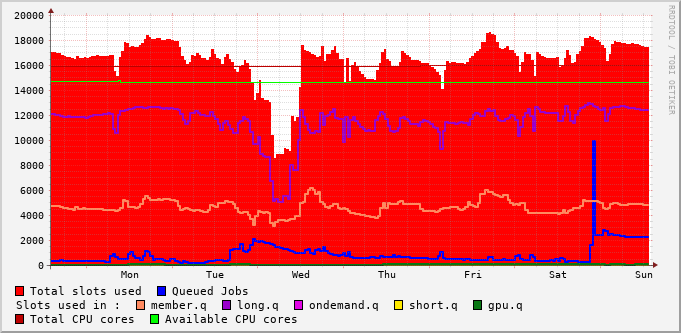 20000
18000
16000
14000
12000
10000
8000
6000
4000
2000
0
Mon Tue Wed Thu Fri Sat Sun
Total slots used Queued Jobs
Slots used in : member.q long.q ondemand.q short.q gpu.q
Total CPU cores Available CPU cores
RRDTOOL / TOBI OETIKER